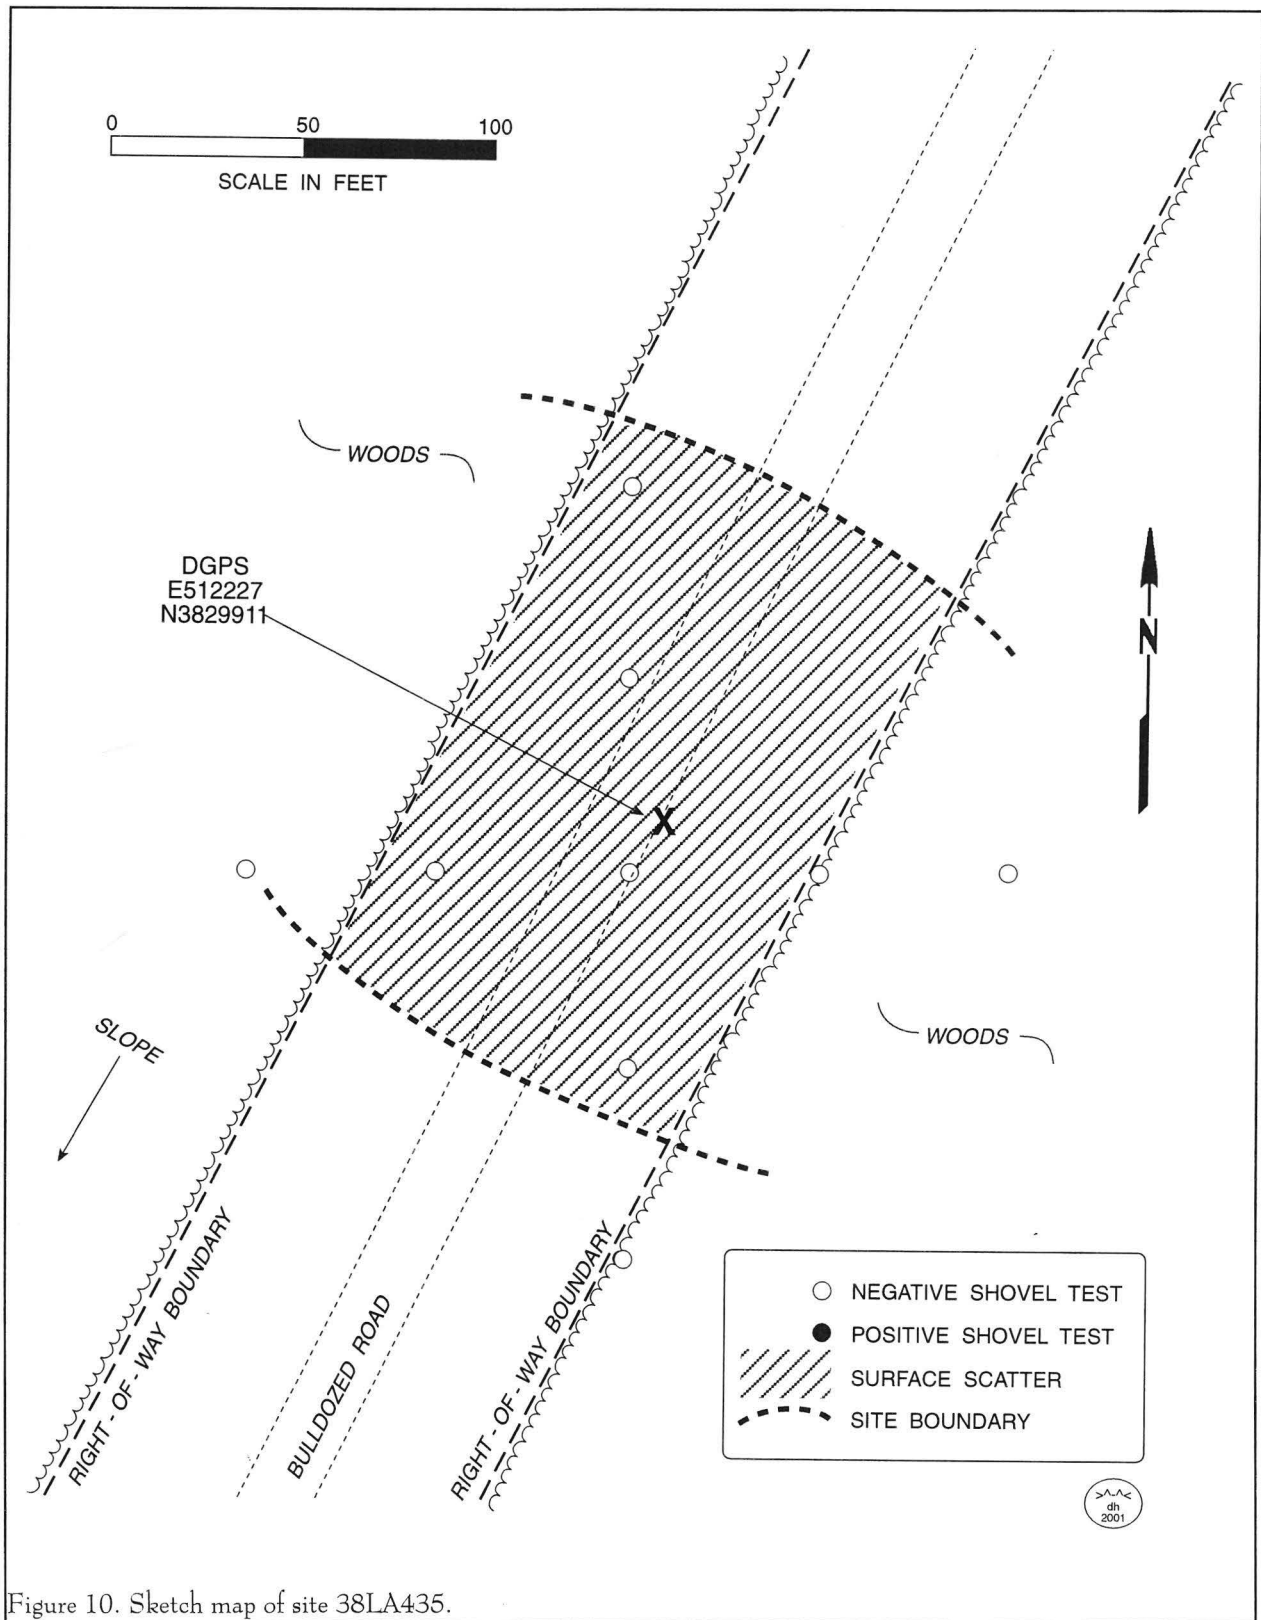 0 50 100
SCALE IN FEET
WOODS
DGPS
E512227
N3829911
N
X
SLOPE
WOODS
RIGHT - OF - WAY BOUNDARY
BULLDOZED ROAD
RIGHT - OF - WAY BOUNDARY
NEGATIVE SHOVEL TEST
POSITIVE SHOVEL TEST
SURFACE SCATTER
SITE BOUNDARY
>^-^<
dh
2001
Figure 10. Sketch map of site 38LA435.